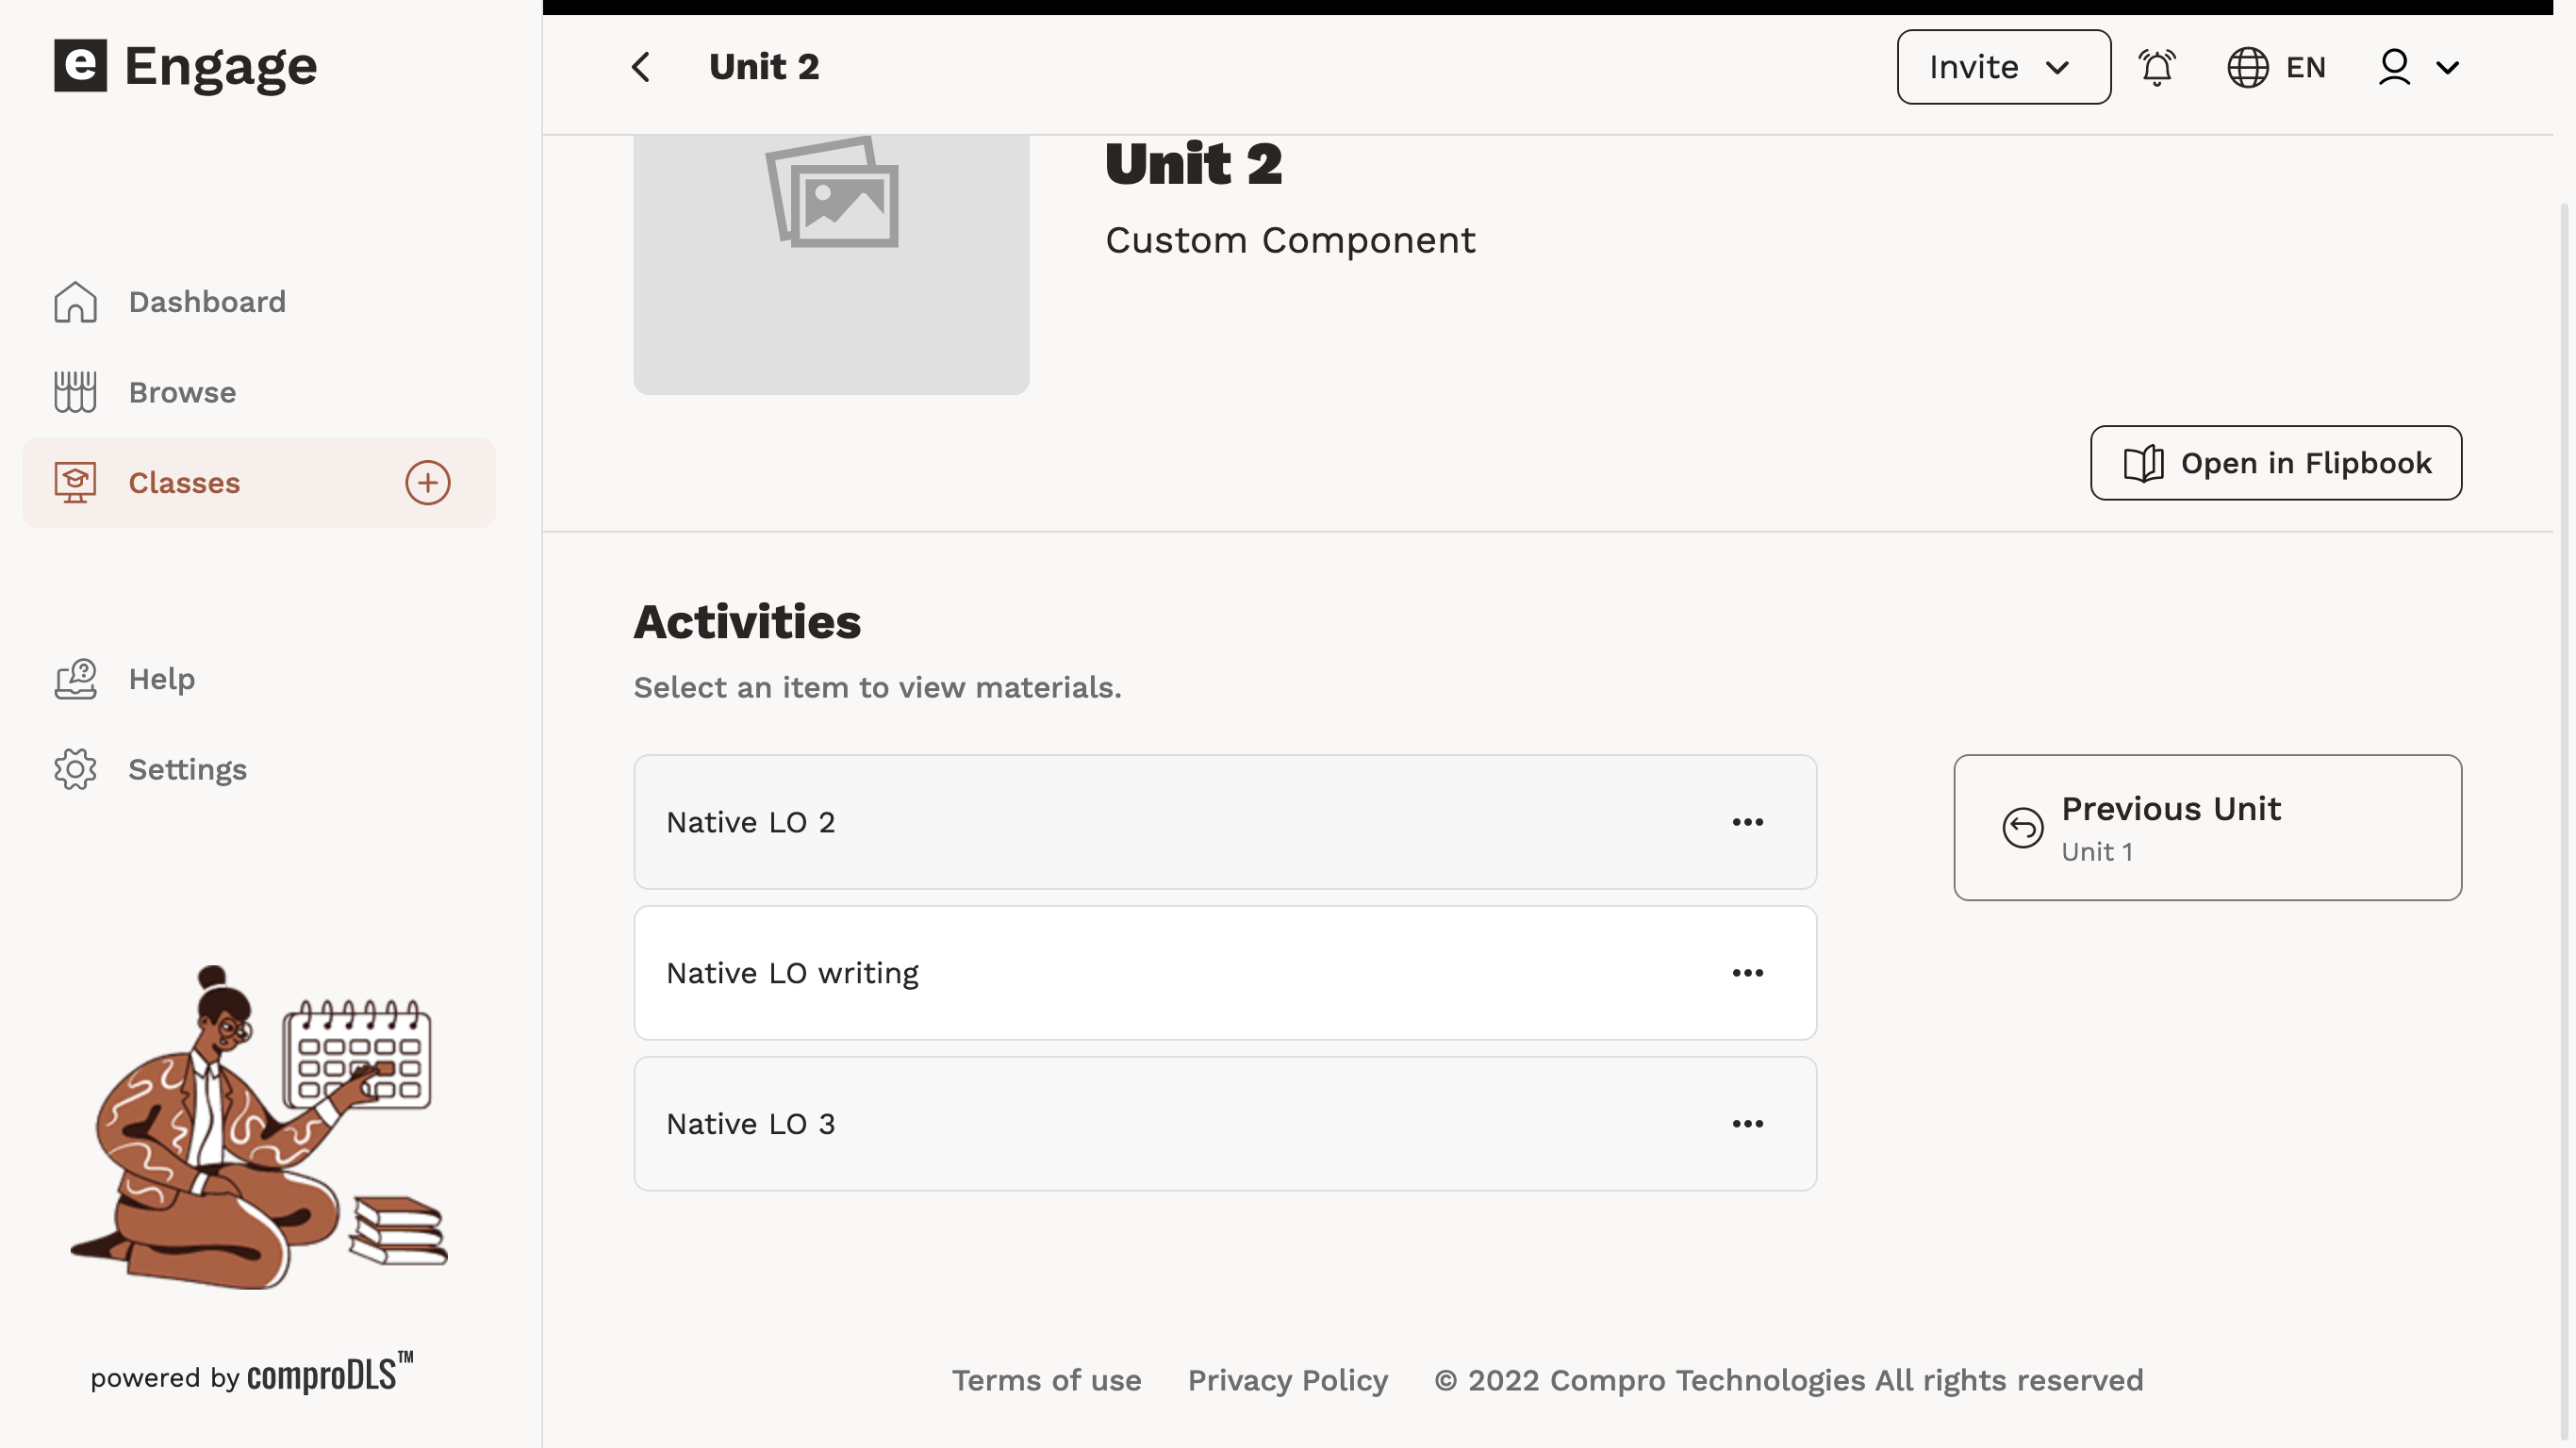 e Engage
Dashboard
Browse
Classes
Help
Settings
powered by comproDLS™
Unit 2
Invite
EN
Unit 2
Custom Component
Open in Flipbook
Activities
Select an item to view materials.
Native LO 2
Native LO writing
Native LO 3
Previous Unit
Unit 1
Terms of use Privacy Policy © 2022 Compro Technologies All rights reserved